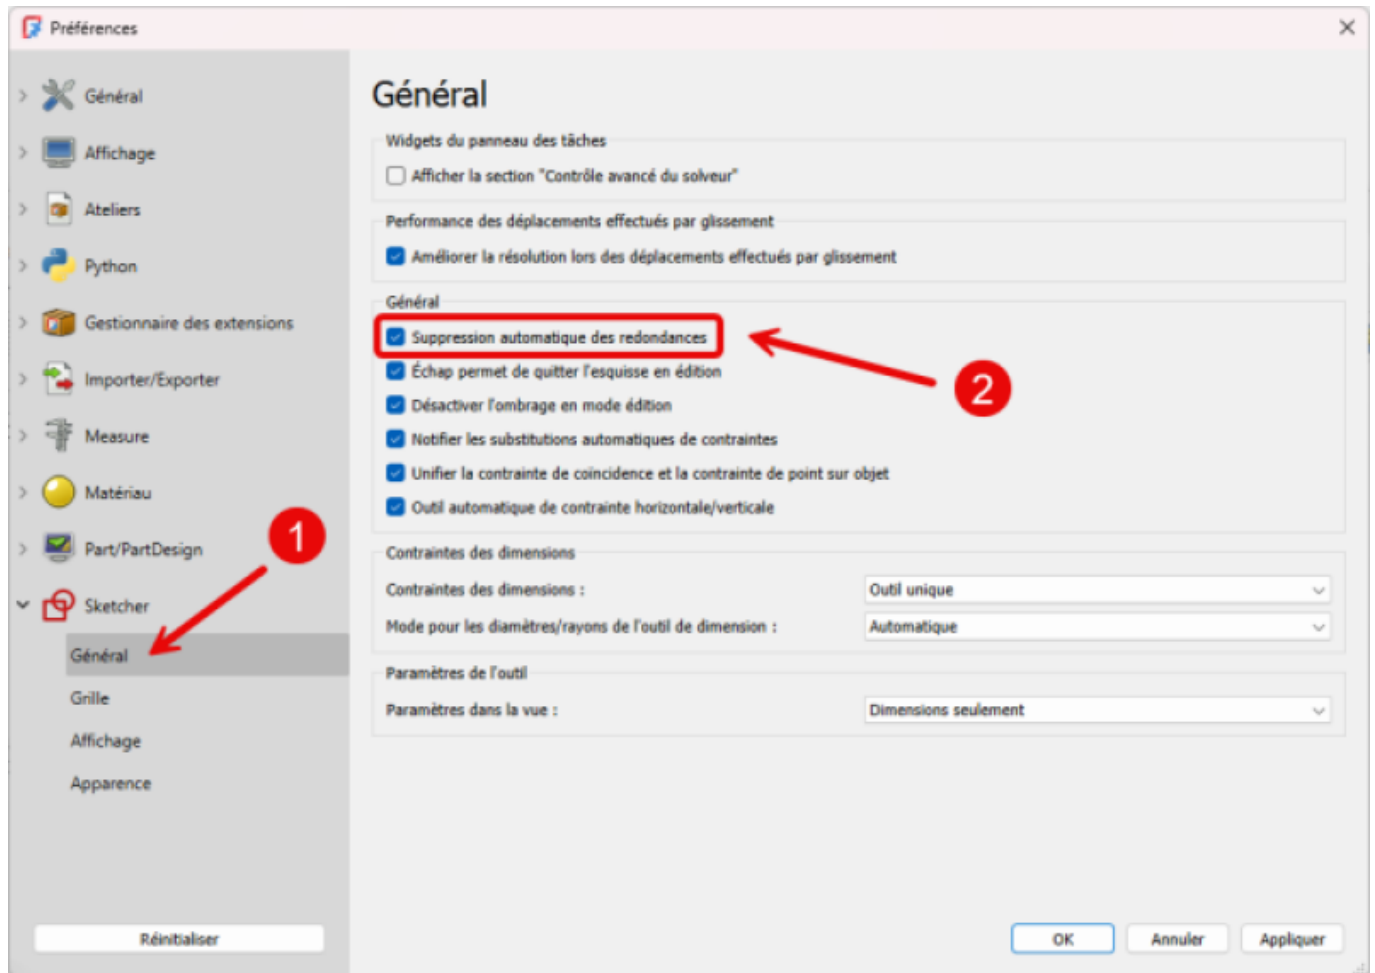 Préférences
Général
Affichage
Ateliers
Python
Gestionnaire des extensions
Importer/Exporter
Measure
Matériau
Part/PartDesign
1
Sketcher
Général
Grille
Affichage
Apparence
Réinitialiser
Général
Widgets du panneau des tâches
Afficher la section "Contrôle avancé du solveur"
Performance des déplacements effectués par glissement
Améliorer la résolution lors des déplacements effectués par glissement
Général
Suppression automatique des redondances
2
Échap permet de quitter l'esquisse en édition
Désactiver l'ombrage en mode édition
Notifier les substitutions automatiques de contraintes
Unifier la contrainte de coïncidence et la contrainte de point sur objet
Outil automatique de contrainte horizontale/verticale
Contraintes des dimensions
Contraintes des dimensions : Outil unique
Mode pour les diamètres/rayons de l'outil de dimension : Automatique
Paramètres de l'outil
Paramètres dans la vue : Dimensions seulement
OK Annuler Appliquer